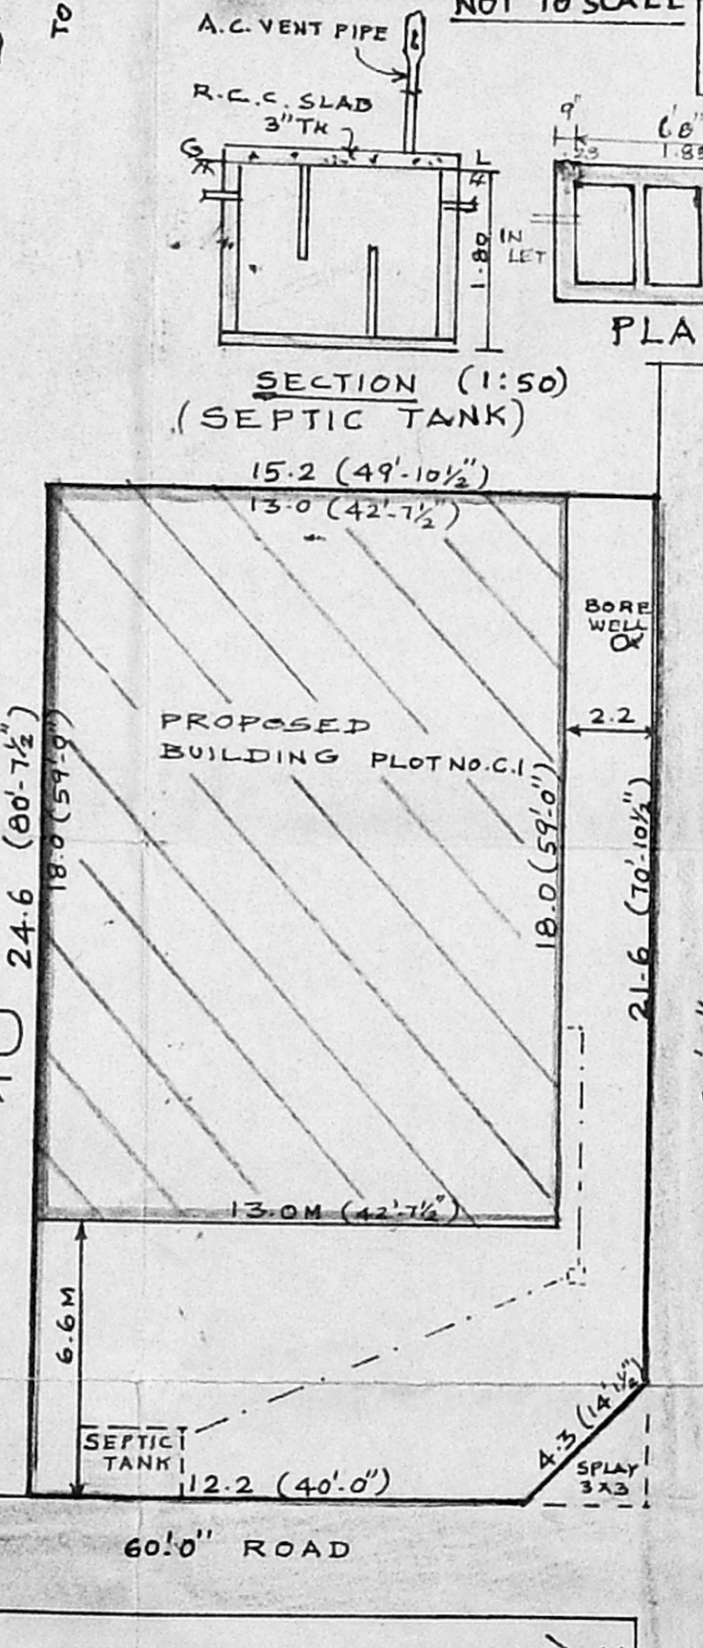 TO
NOT TO SCALE
A.C. VENT PIPE
R.C.C. SLAB
3" TH
G
L
9"
6'8"
.23
1.80
IN
LET
PLA
SECTION (1:50)
(SEPTIC TANK)
15.2 (49'-10½")
13.0 (42'-7½")
BORE
WELL
2.2
PROPOSED
BUILDING PLOT NO.C.1
24.6 (80'-7½")
18.0 (59'-0")
18.0 (59'-0")
21.6 (70'-10½")
13.0M (42'-7½")
6.6M
4.3 (14'1½")
SEPTIC
TANK
SPLAY
3x3
12.2 (40'-0")
60'.0" ROAD